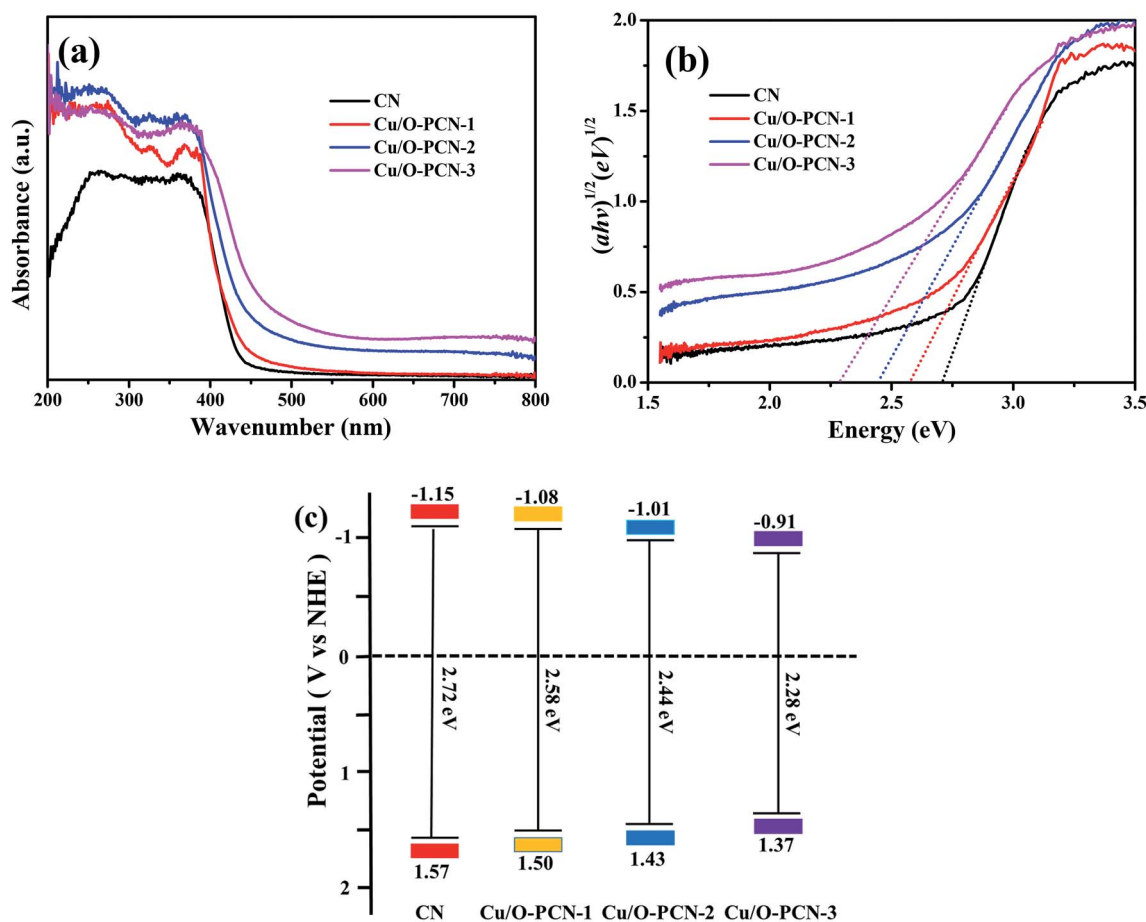 (a)
CN
Cu/O-PCN-1
Cu/O-PCN-2
Cu/O-PCN-3
Absorbance (a.u.)
200 300 400 500 600 700 800
Wavenumber (nm)
(b)
CN
Cu/O-PCN-1
Cu/O-PCN-2
Cu/O-PCN-3
(ahv)^1/2 (eV)^1/2
2.0
1.5
1.0
0.5
0.0
1.5 2.0 2.5 3.0 3.5
Energy (eV)
(c)
Potential ( V vs NHE )
-1
0
1
2
-1.15 -1.08 -1.01 -0.91
2.72 eV 2.58 eV 2.44 eV 2.28 eV
1.57 1.50 1.43 1.37
CN Cu/O-PCN-1 Cu/O-PCN-2 Cu/O-PCN-3